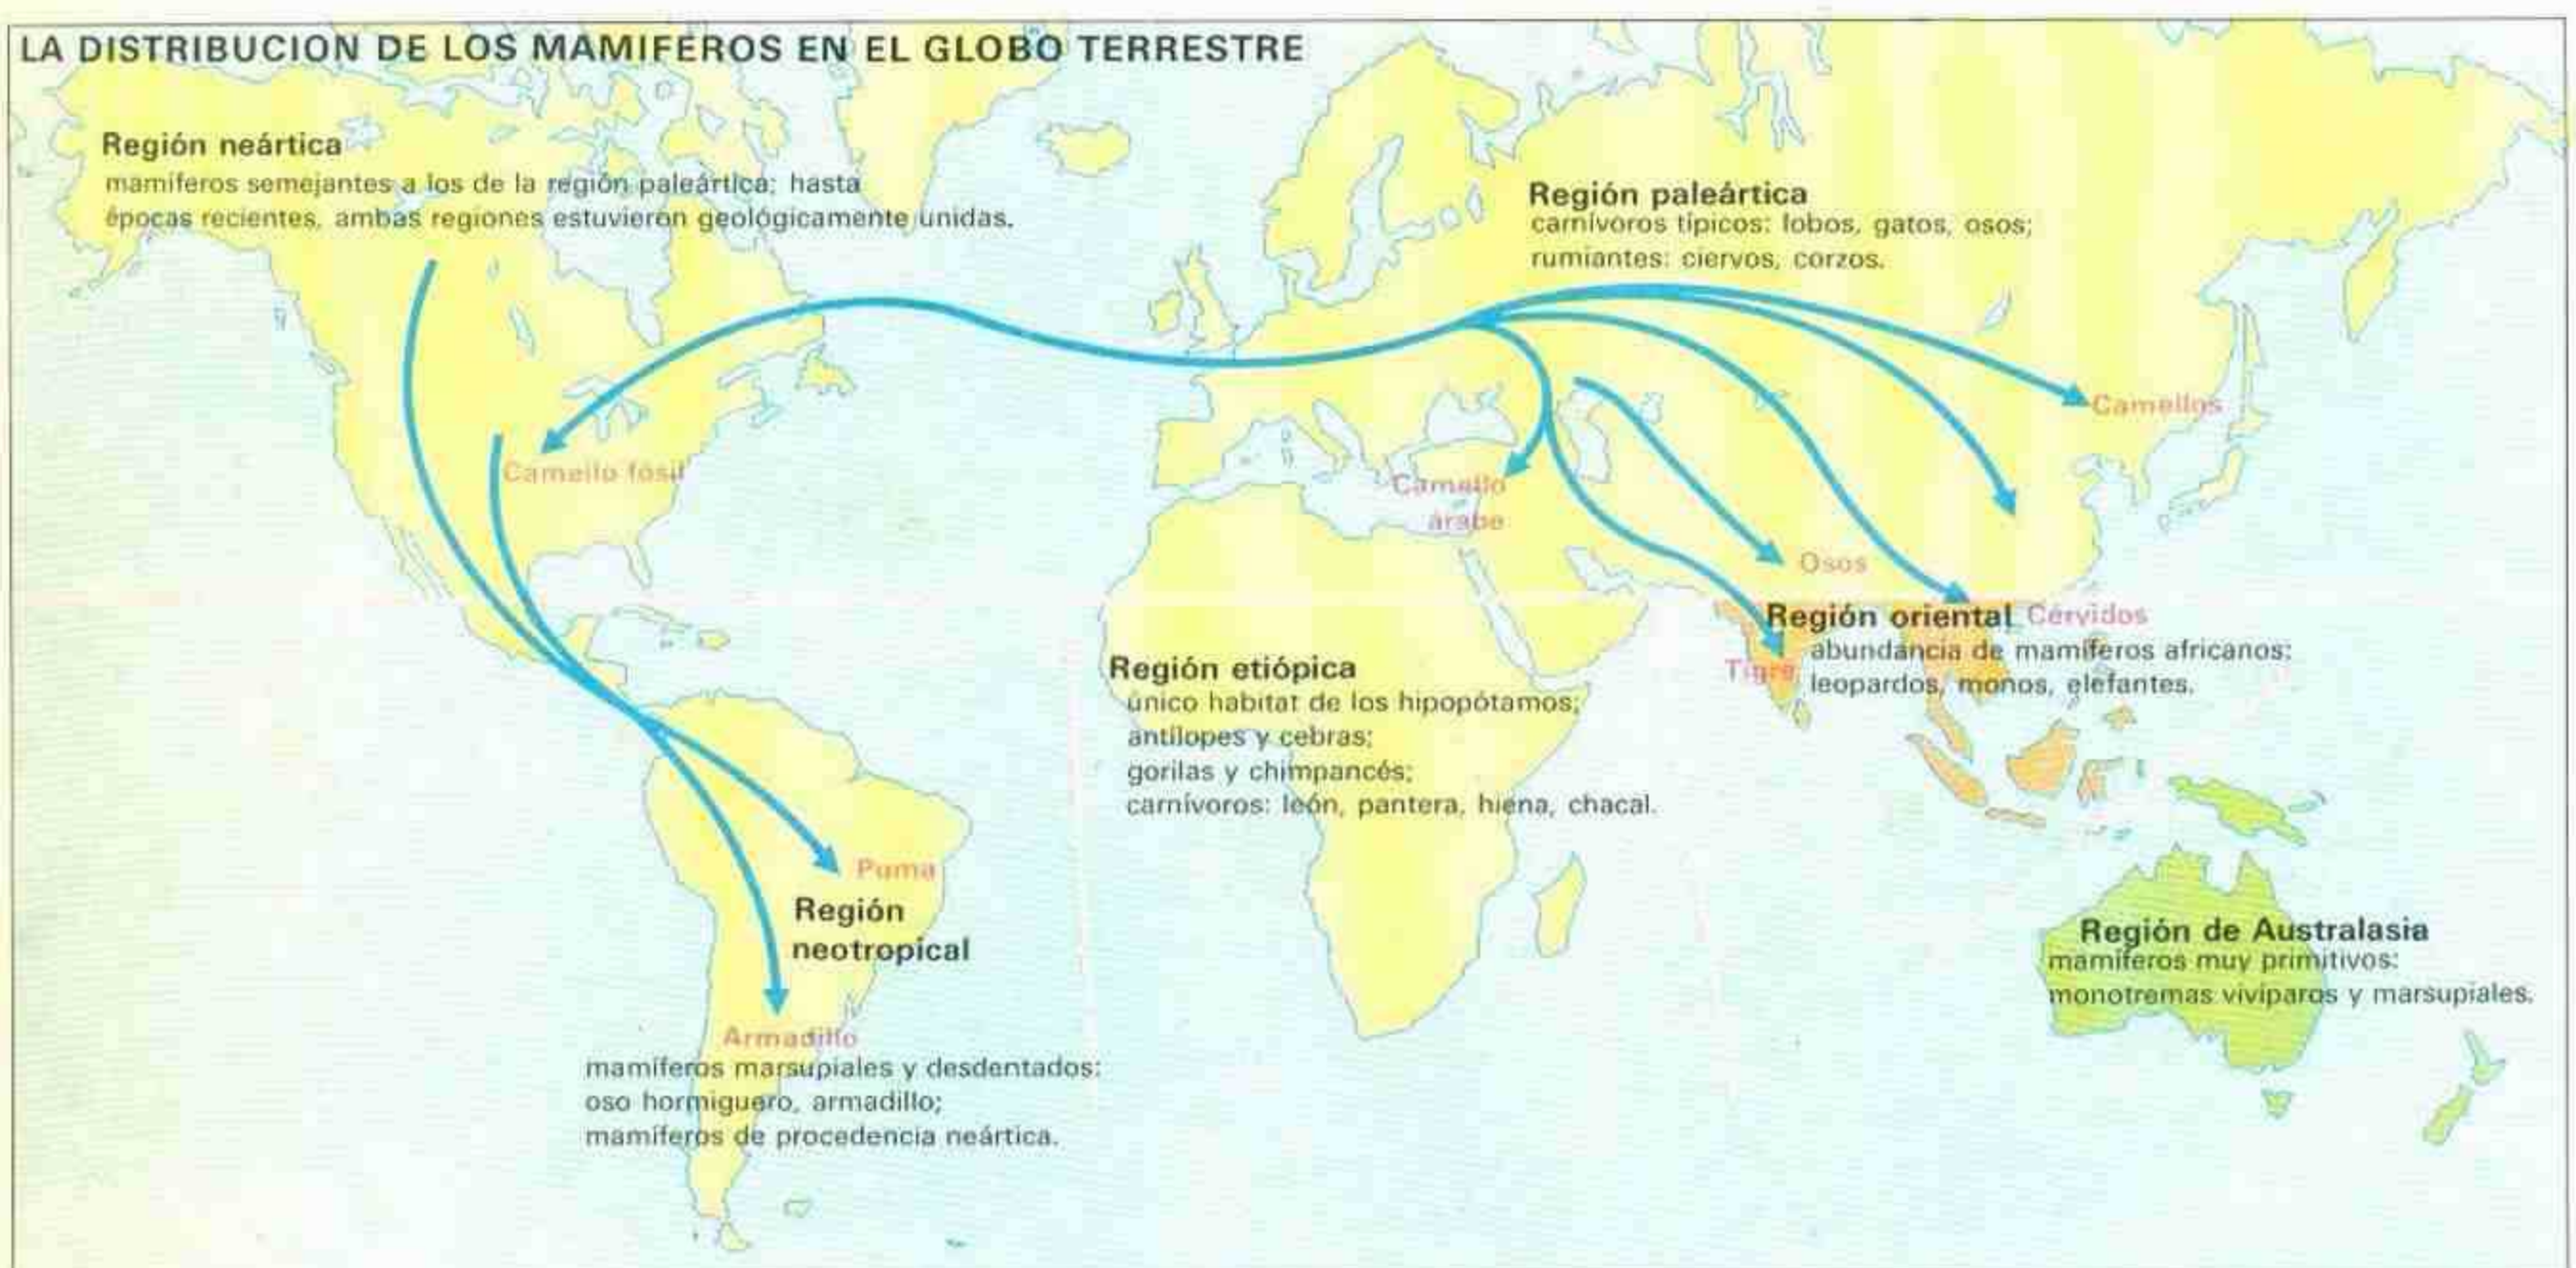 LA DISTRIBUCION DE LOS MAMIFEROS EN EL GLOBO TERRESTRE
Región neártica
mamíferos semejantes a los de la región paleártica; hasta
épocas recientes, ambas regiones estuvieron geológicamente unidas.
Región paleártica
carnívoros típicos: lobos, gatos, osos;
rumiantes: ciervos, corzos.
Camellos
Camello fósil
Camello
árabe
Osos
Región oriental
Cérvidos
abundancia de mamíferos africanos:
leopardos, monos, elefantes.
Tigre
Región etiópica
único habitat de los hipopótamos;
antílopes y cebras;
gorilas y chimpancés;
carnívoros: león, pantera, hiena, chacal.
Puma
Región
neotropical
Armadillo
mamíferos marsupiales y desdentados:
oso hormiguero, armadillo;
mamíferos de procedencia neártica.
Región de Australasia
mamíferos muy primitivos:
monotremas vivíparos y marsupiales.